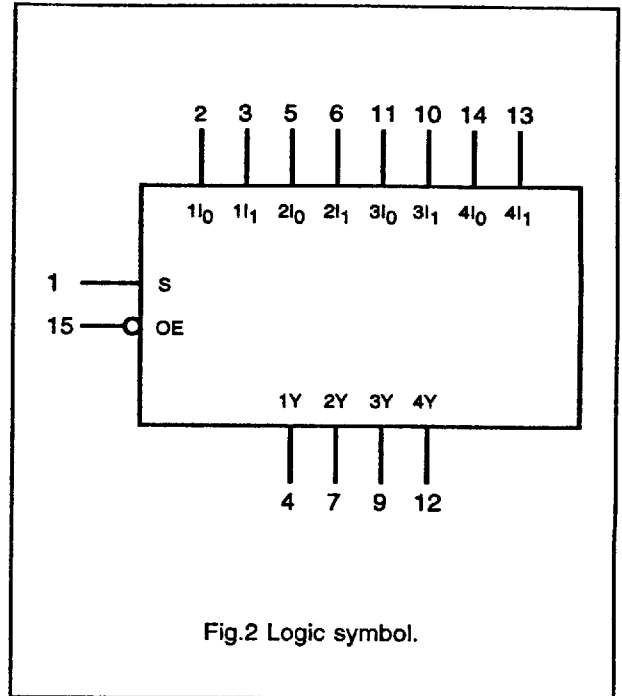 2 3 5 6 11 10 14 13
1I₀ 1I₁ 2I₀ 2I₁ 3I₀ 3I₁ 4I₀ 4I₁
1 S
15 OE
1Y 2Y 3Y 4Y
4 7 9 12
Fig.2 Logic symbol.